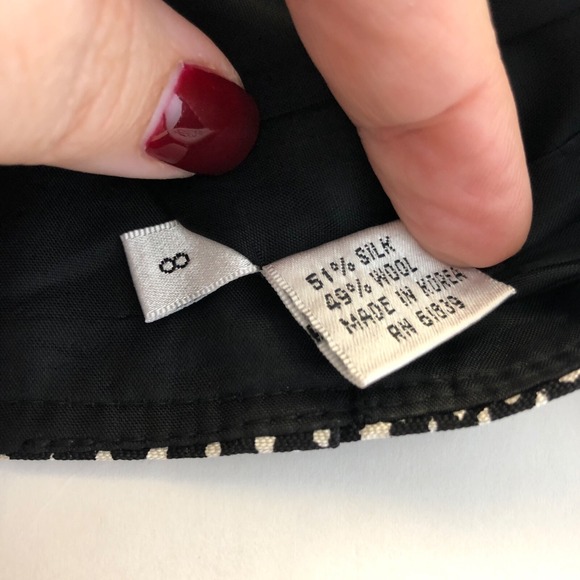 8
51% SILK
49% WOOL
MADE IN KOREA
RN 61839